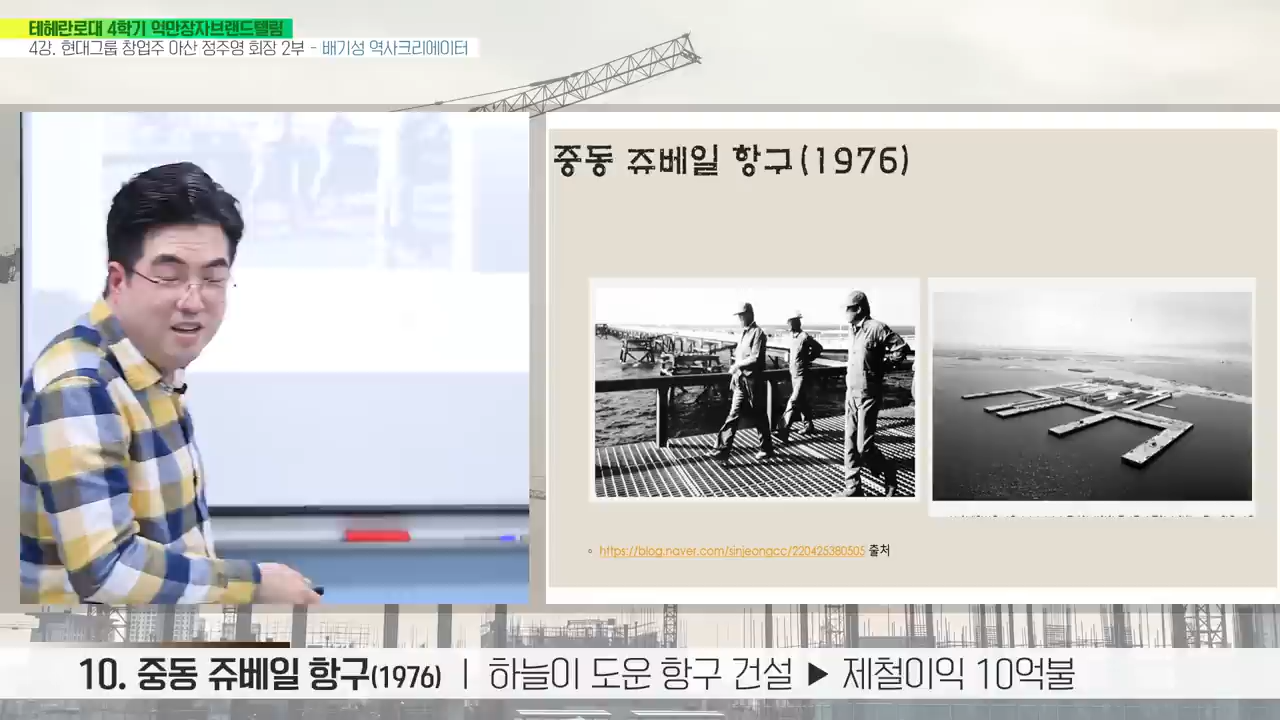 테헤란로대 4학기 억만장자브랜드텔링
4강. 현대그룹 창업주 아산 정주영 회장 2부 - 배기성 역사크리에이터
중동 쥬베일 항구(1976)
https://blog.naver.com/sinjeongcc/220425380505 출처
10. 중동 쥬베일 항구(1976) | 하늘이 도운 항구 건설 ▶ 제철이익 10억불